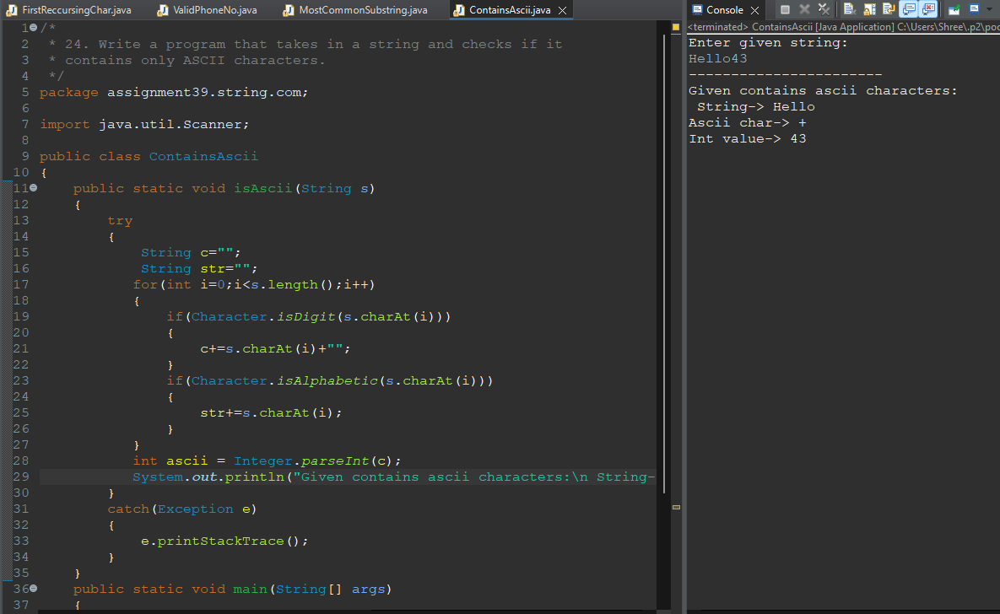 FirstReccursingChar.java ValidPhoneNo.java MostCommonSubstring.java ContainsAscii.java
1 /*
2  * 24. Write a program that takes in a string and checks if it
3  * contains only ASCII characters.
4  */
5 package assignment39.string.com;
6
7 import java.util.Scanner;
8
9 public class ContainsAscii
10 {
11     public static void isAscii(String s)
12     {
13         try
14         {
15             String c="";
16             String str="";
17            for(int i=0;i<s.length();i++)
18            {
19                if(Character.isDigit(s.charAt(i)))
20                {
21                    c+=s.charAt(i)+"";
22                }
23                if(Character.isAlphabetic(s.charAt(i)))
24                {
25                    str+=s.charAt(i);
26                }
27            }
28            int ascii = Integer.parseInt(c);
29            System.out.println("Given contains ascii characters:\n String-
30         }
31         catch(Exception e)
32         {
33             e.printStackTrace();
34         }
35     }
36     public static void main(String[] args)
37     {
Console
<terminated> ContainsAscii [Java Application] C:\Users\Shree\.p2\poo
Enter given string:
Hello43
-----------------------
Given contains ascii characters:
 String-> Hello
Ascii char-> +
Int value-> 43